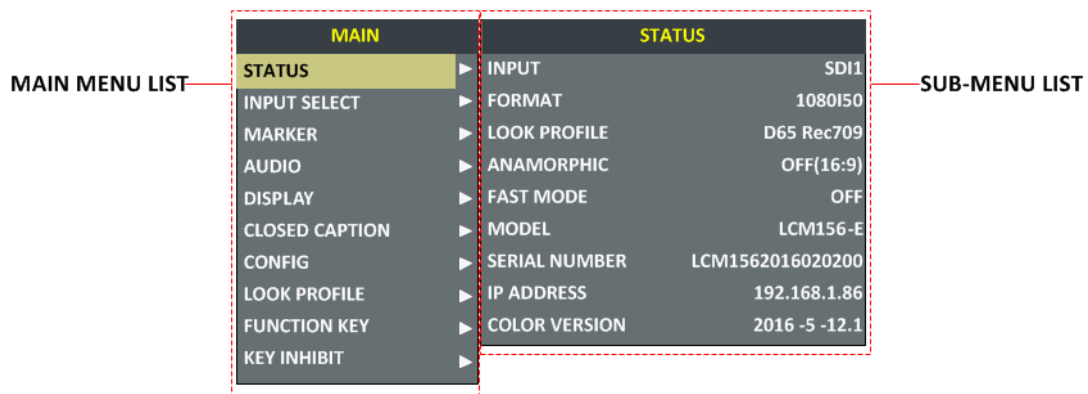 MAIN STATUS
MAIN MENU LIST STATUS INPUT SDI1 SUB-MENU LIST
INPUT SELECT FORMAT 1080I50
MARKER LOOK PROFILE D65 Rec709
AUDIO ANAMORPHIC OFF(16:9)
DISPLAY FAST MODE OFF
CLOSED CAPTION MODEL LCM156-E
CONFIG SERIAL NUMBER LCM1562016020200
LOOK PROFILE IP ADDRESS 192.168.1.86
FUNCTION KEY COLOR VERSION 2016 -5 -12.1
KEY INHIBIT